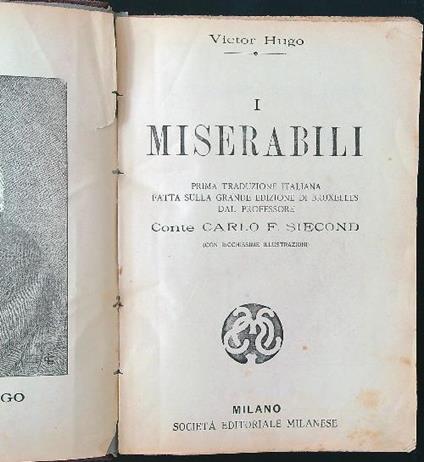 GO
Victor Hugo
I
MISERABILI
PRIMA TRADUZIONE ITALIANA
FATTA SULLA GRANDE EDIZIONE DI BRUXELLES
DAL PROFESSORE
Conte CARLO F. SIECOND
(CON RICCHISSIME ILLUSTRAZIONI)
MILANO
SOCIETÀ EDITORIALE MILANESE